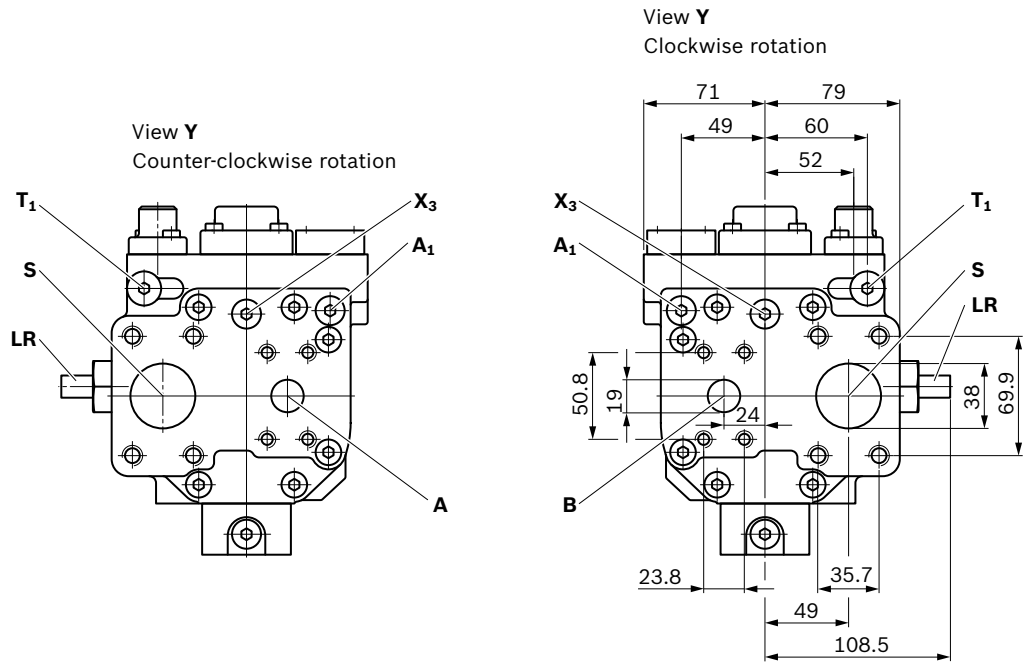 View Y
Counter-clockwise rotation
T1
S
LR
X3
A1
A
View Y
Clockwise rotation
71
79
49
60
52
X3
A1
T1
S
LR
50.8
19
24
38
69.9
B
23.8
35.7
49
108.5